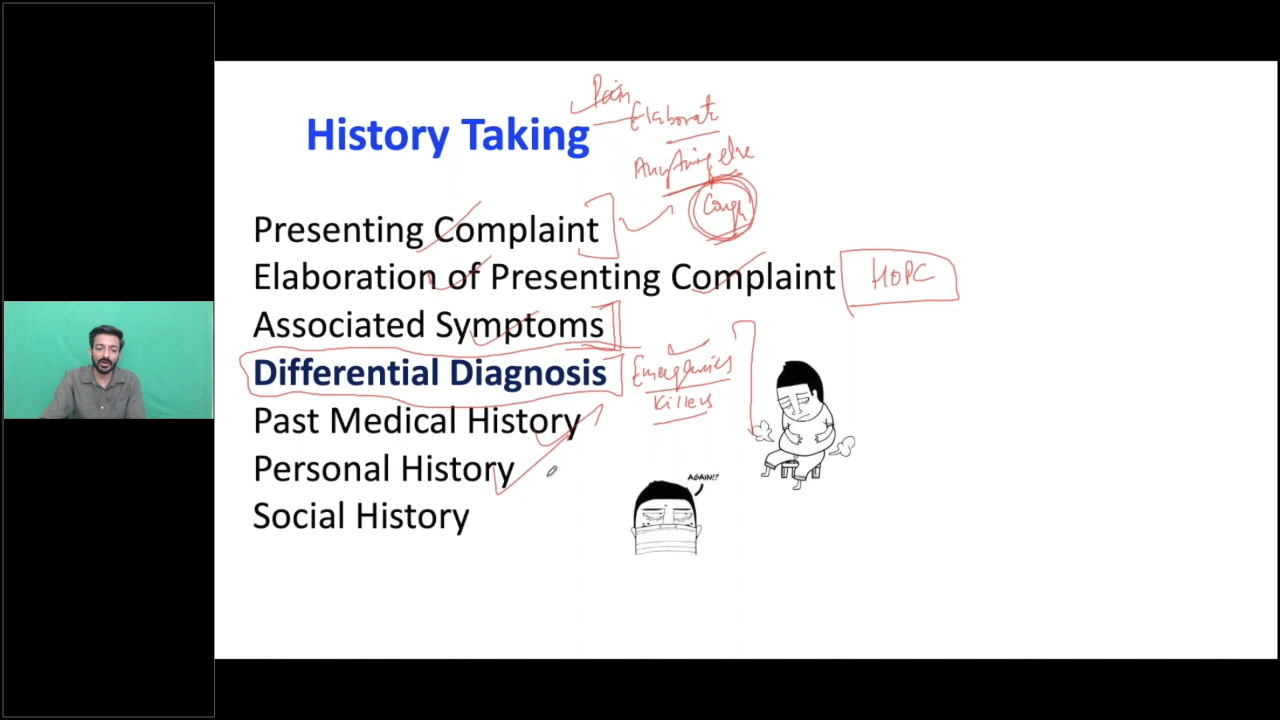 Pain
Elaborate
History Taking
Anything else
Cough
Presenting Complaint
Elaboration of Presenting Complaint HOPC
Associated Symptoms
Differential Diagnosis Emergencies
Killers
Past Medical History
Personal History
AGAIN!?
Social History